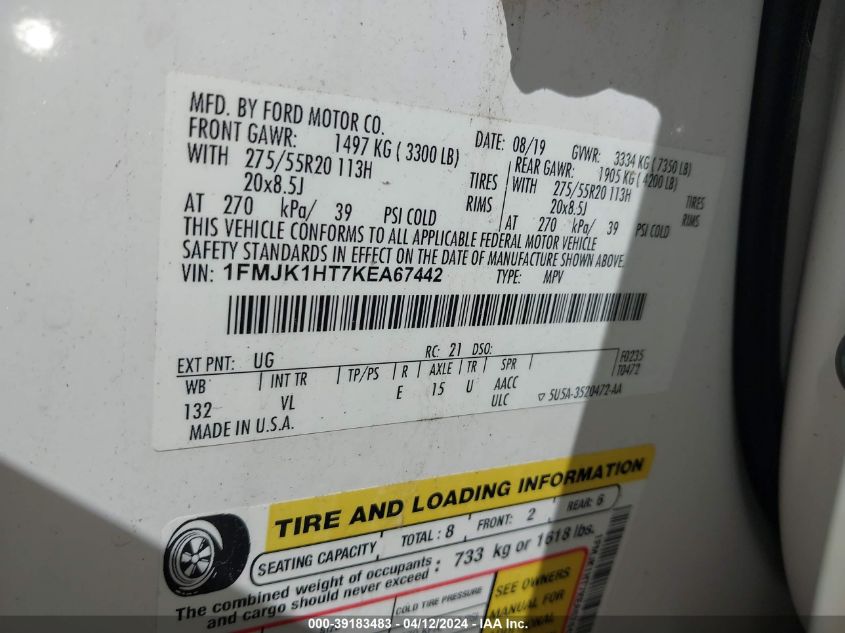 MFD. BY FORD MOTOR CO.
DATE: 08/19 GVWR: 3334 KG ( 7350 LB)
FRONT GAWR: 1497 KG ( 3300 LB)
REAR GAWR: 1905 KG ( 4200 LB)
WITH 275/55R20 113H TIRES
WITH 275/55R20 113H TIRES
20x8.5J RIMS
20x8.5J RIMS
AT 270 kPa/ 39 PSI COLD
AT 270 kPa/ 39 PSI COLD
THIS VEHICLE CONFORMS TO ALL APPLICABLE FEDERAL MOTOR VEHICLE
SAFETY STANDARDS IN EFFECT ON THE DATE OF MANUFACTURE SHOWN ABOVE.
VIN: 1FMJK1HT7KEA67442 TYPE: MPV
EXT PNT: UG RC: 21 DSO: F0235
T0472
WB INT TR TP/PS R AXLE TR SPR
132 VL E 15 U AACC
ULC
▽ 5U5A-3520472-AA
MADE IN U.S.A.
TIRE AND LOADING INFORMATION
SEATING CAPACITY TOTAL: 8 FRONT: 2 REAR: 6
The combined weight of occupants
and cargo should never exceed : 733 kg or 1618 lbs.
COLD TIRE PRESSURE
SEE OWNERS
MANUAL FOR
000-39183483 - 04/12/2024 - IAA Inc.